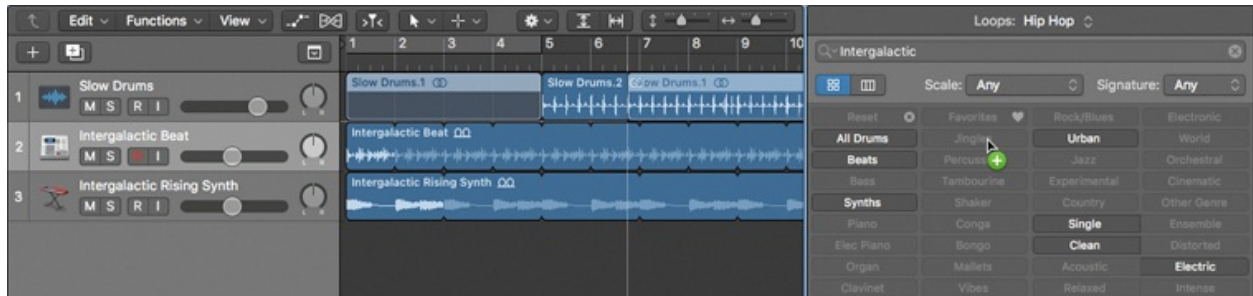 Edit Functions View
Loops: Hip Hop
Intergalactic
1 2 3 4 5 6 7 8 9 10
Scale: Any Signature: Any
1 Slow Drums
M S R I
L R
Slow Drums.1
Slow Drums.2
Drums.1
2 Intergalactic Beat
M S R I
L R
Intergalactic Beat
3 Intergalactic Rising Synth
M S R I
L R
Intergalactic Rising Synth
Reset Favorites Rock/Blues Electronic
All Drums Urban World
Beats Jazz Orchestral
Bass Tambourine Experimental Cinematic
Synths Shaker Country Other Genre
Piano Conga Single Ensemble
Elec Piano Bongo Clean Distorted
Organ Mallets Acoustic Electric
Clavinet Vibes Relaxed Intense